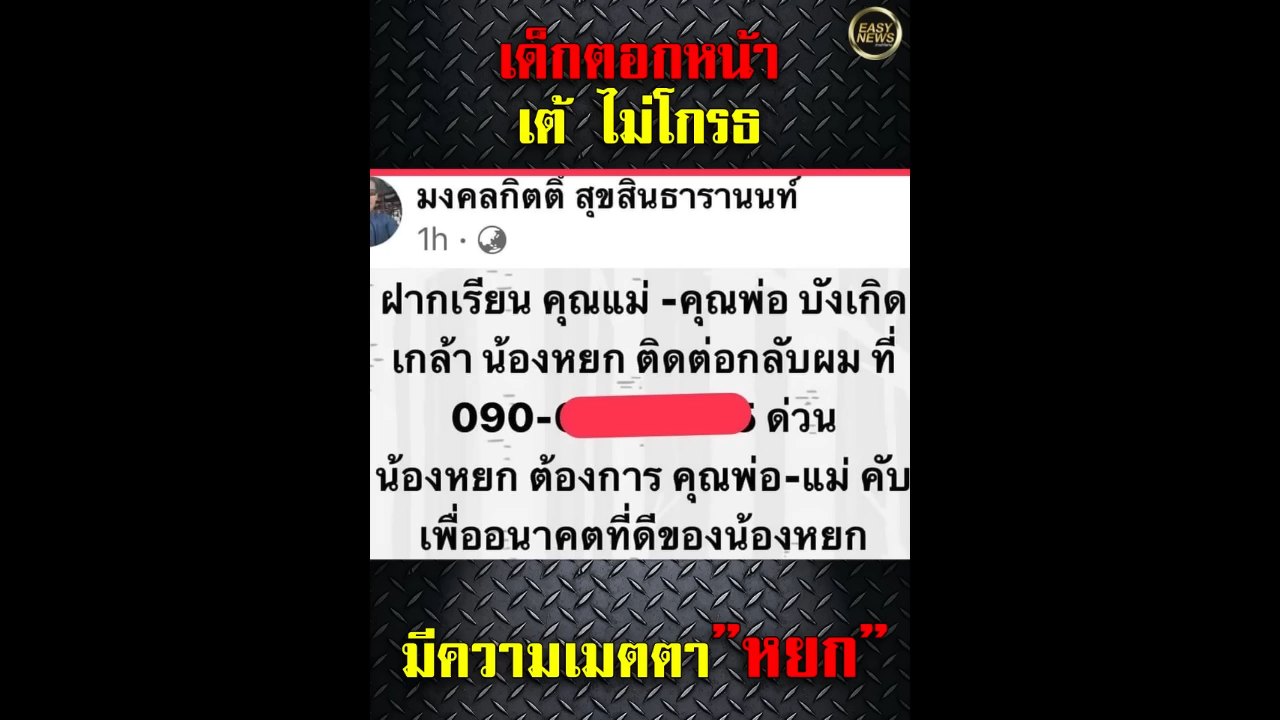 EASY
NEWS
เด็กตอกหน้า
เต้ ไม่โกรธ
มงคลกิตติ์ สุขสินธารานนท์
1h ·
ฝากเรียน คุณแม่ -คุณพ่อ บังเกิด
เกล้า น้องหยก ติดต่อกลับผม ที่
090- ด่วน
น้องหยก ต้องการ คุณพ่อ-แม่ คับ
เพื่ออนาคตที่ดีของน้องหยก
มีความเมตตา"หยก"